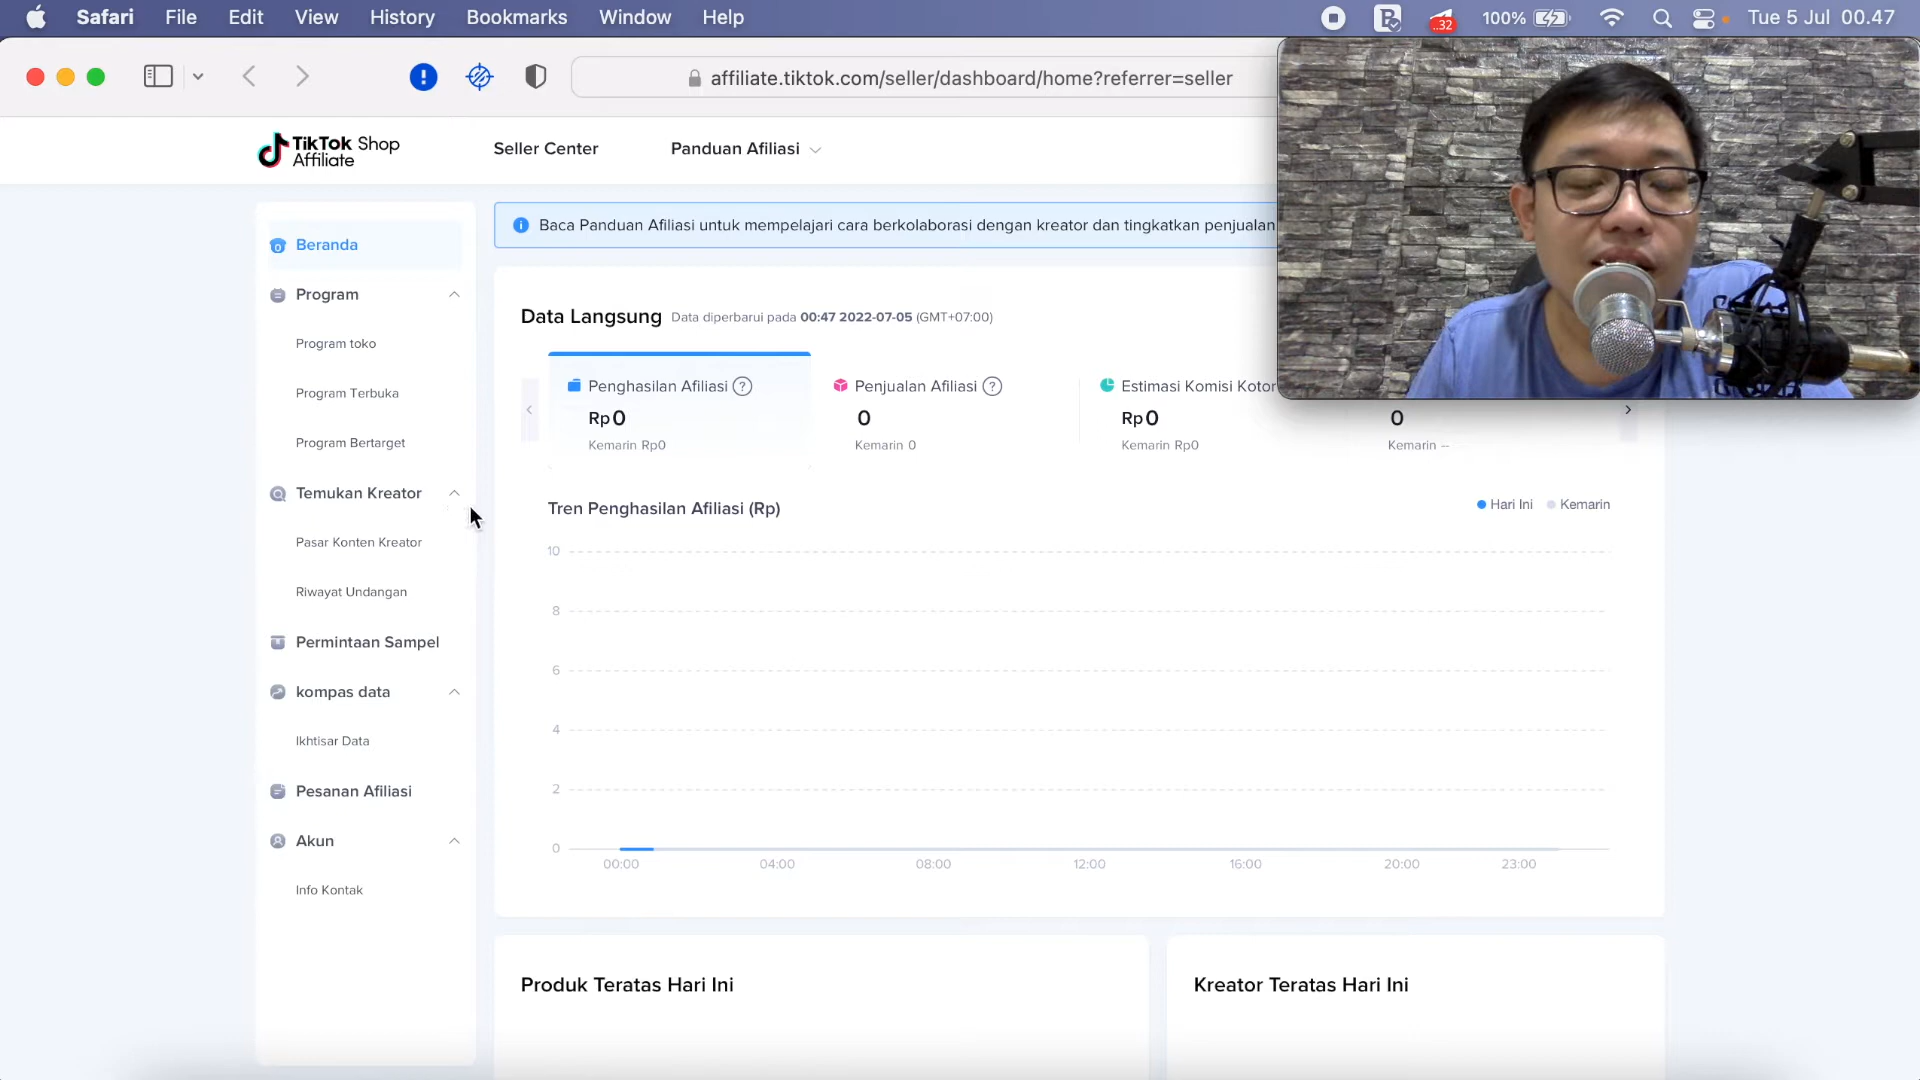 Safari File Edit View History Bookmarks Window Help
32 100% Tue 5 Jul 00.47
affiliate.tiktok.com/seller/dashboard/home?referrer=seller
TikTok Shop
Affiliate
Seller Center
Panduan Afiliasi
Beranda
Program
Program toko
Program Terbuka
Program Bertarget
Temukan Kreator
Pasar Konten Kreator
Riwayat Undangan
Permintaan Sampel
kompas data
Ikhtisar Data
Pesanan Afiliasi
Akun
Info Kontak
Baca Panduan Afiliasi untuk mempelajari cara berkolaborasi dengan kreator dan tingkatkan penjualan
Data Langsung Data diperbarui pada 00:47 2022-07-05 (GMT+07:00)
Penghasilan Afiliasi ?
Rp0
Kemarin Rp0
Penjualan Afiliasi ?
0
Kemarin 0
Estimasi Komisi Kotor
Rp0
Kemarin Rp0
0
Kemarin --
Tren Penghasilan Afiliasi (Rp)
Hari Ini Kemarin
10
8
6
4
2
0
00:00 04:00 08:00 12:00 16:00 20:00 23:00
Produk Teratas Hari Ini
Kreator Teratas Hari Ini